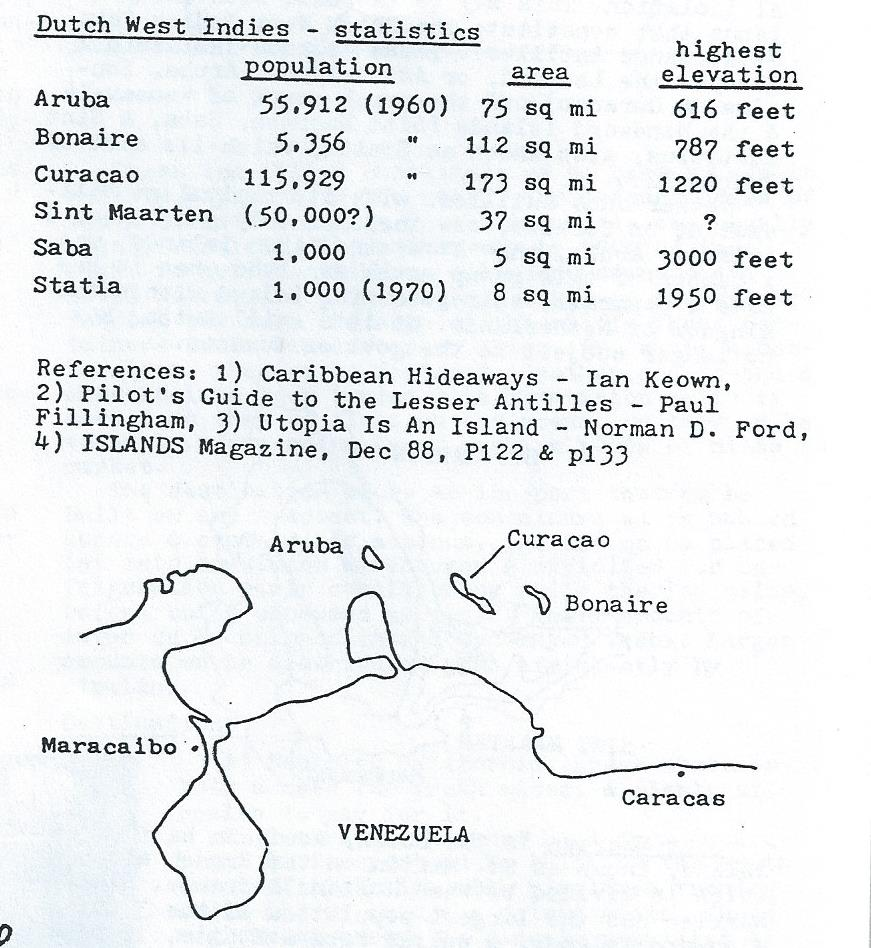 Dutch West Indies - statistics
highest
population area elevation
Aruba 55,912 (1960) 75 sq mi 616 feet
Bonaire 5,356 " 112 sq mi 787 feet
Curacao 115,929 " 173 sq mi 1220 feet
Sint Maarten (50,000?) 37 sq mi ?
Saba 1,000 5 sq mi 3000 feet
Statia 1,000 (1970) 8 sq mi 1950 feet
References: 1) Caribbean Hideaways - Ian Keown,
2) Pilot's Guide to the Lesser Antilles - Paul
Fillingham, 3) Utopia Is An Island - Norman D. Ford,
4) ISLANDS Magazine, Dec 88, P122 & p133
Aruba
Curacao
Bonaire
Maracaibo
Caracas
VENEZUELA